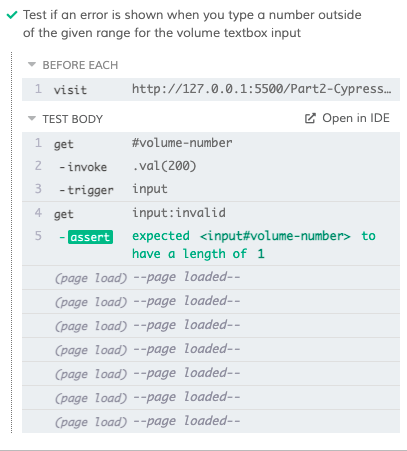 Test if an error is shown when you type a number outside
of the given range for the volume textbox input
BEFORE EACH
1 visit http://127.0.0.1:5500/Part2-Cypress…
TEST BODY Open in IDE
1 get #volume-number
2 -invoke .val(200)
3 -trigger input
4 get input:invalid
5 -assert expected <input#volume-number> to
have a length of 1
(page load) --page loaded--
(page load) --page loaded--
(page load) --page loaded--
(page load) --page loaded--
(page load) --page loaded--
(page load) --page loaded--
(page load) --page loaded--